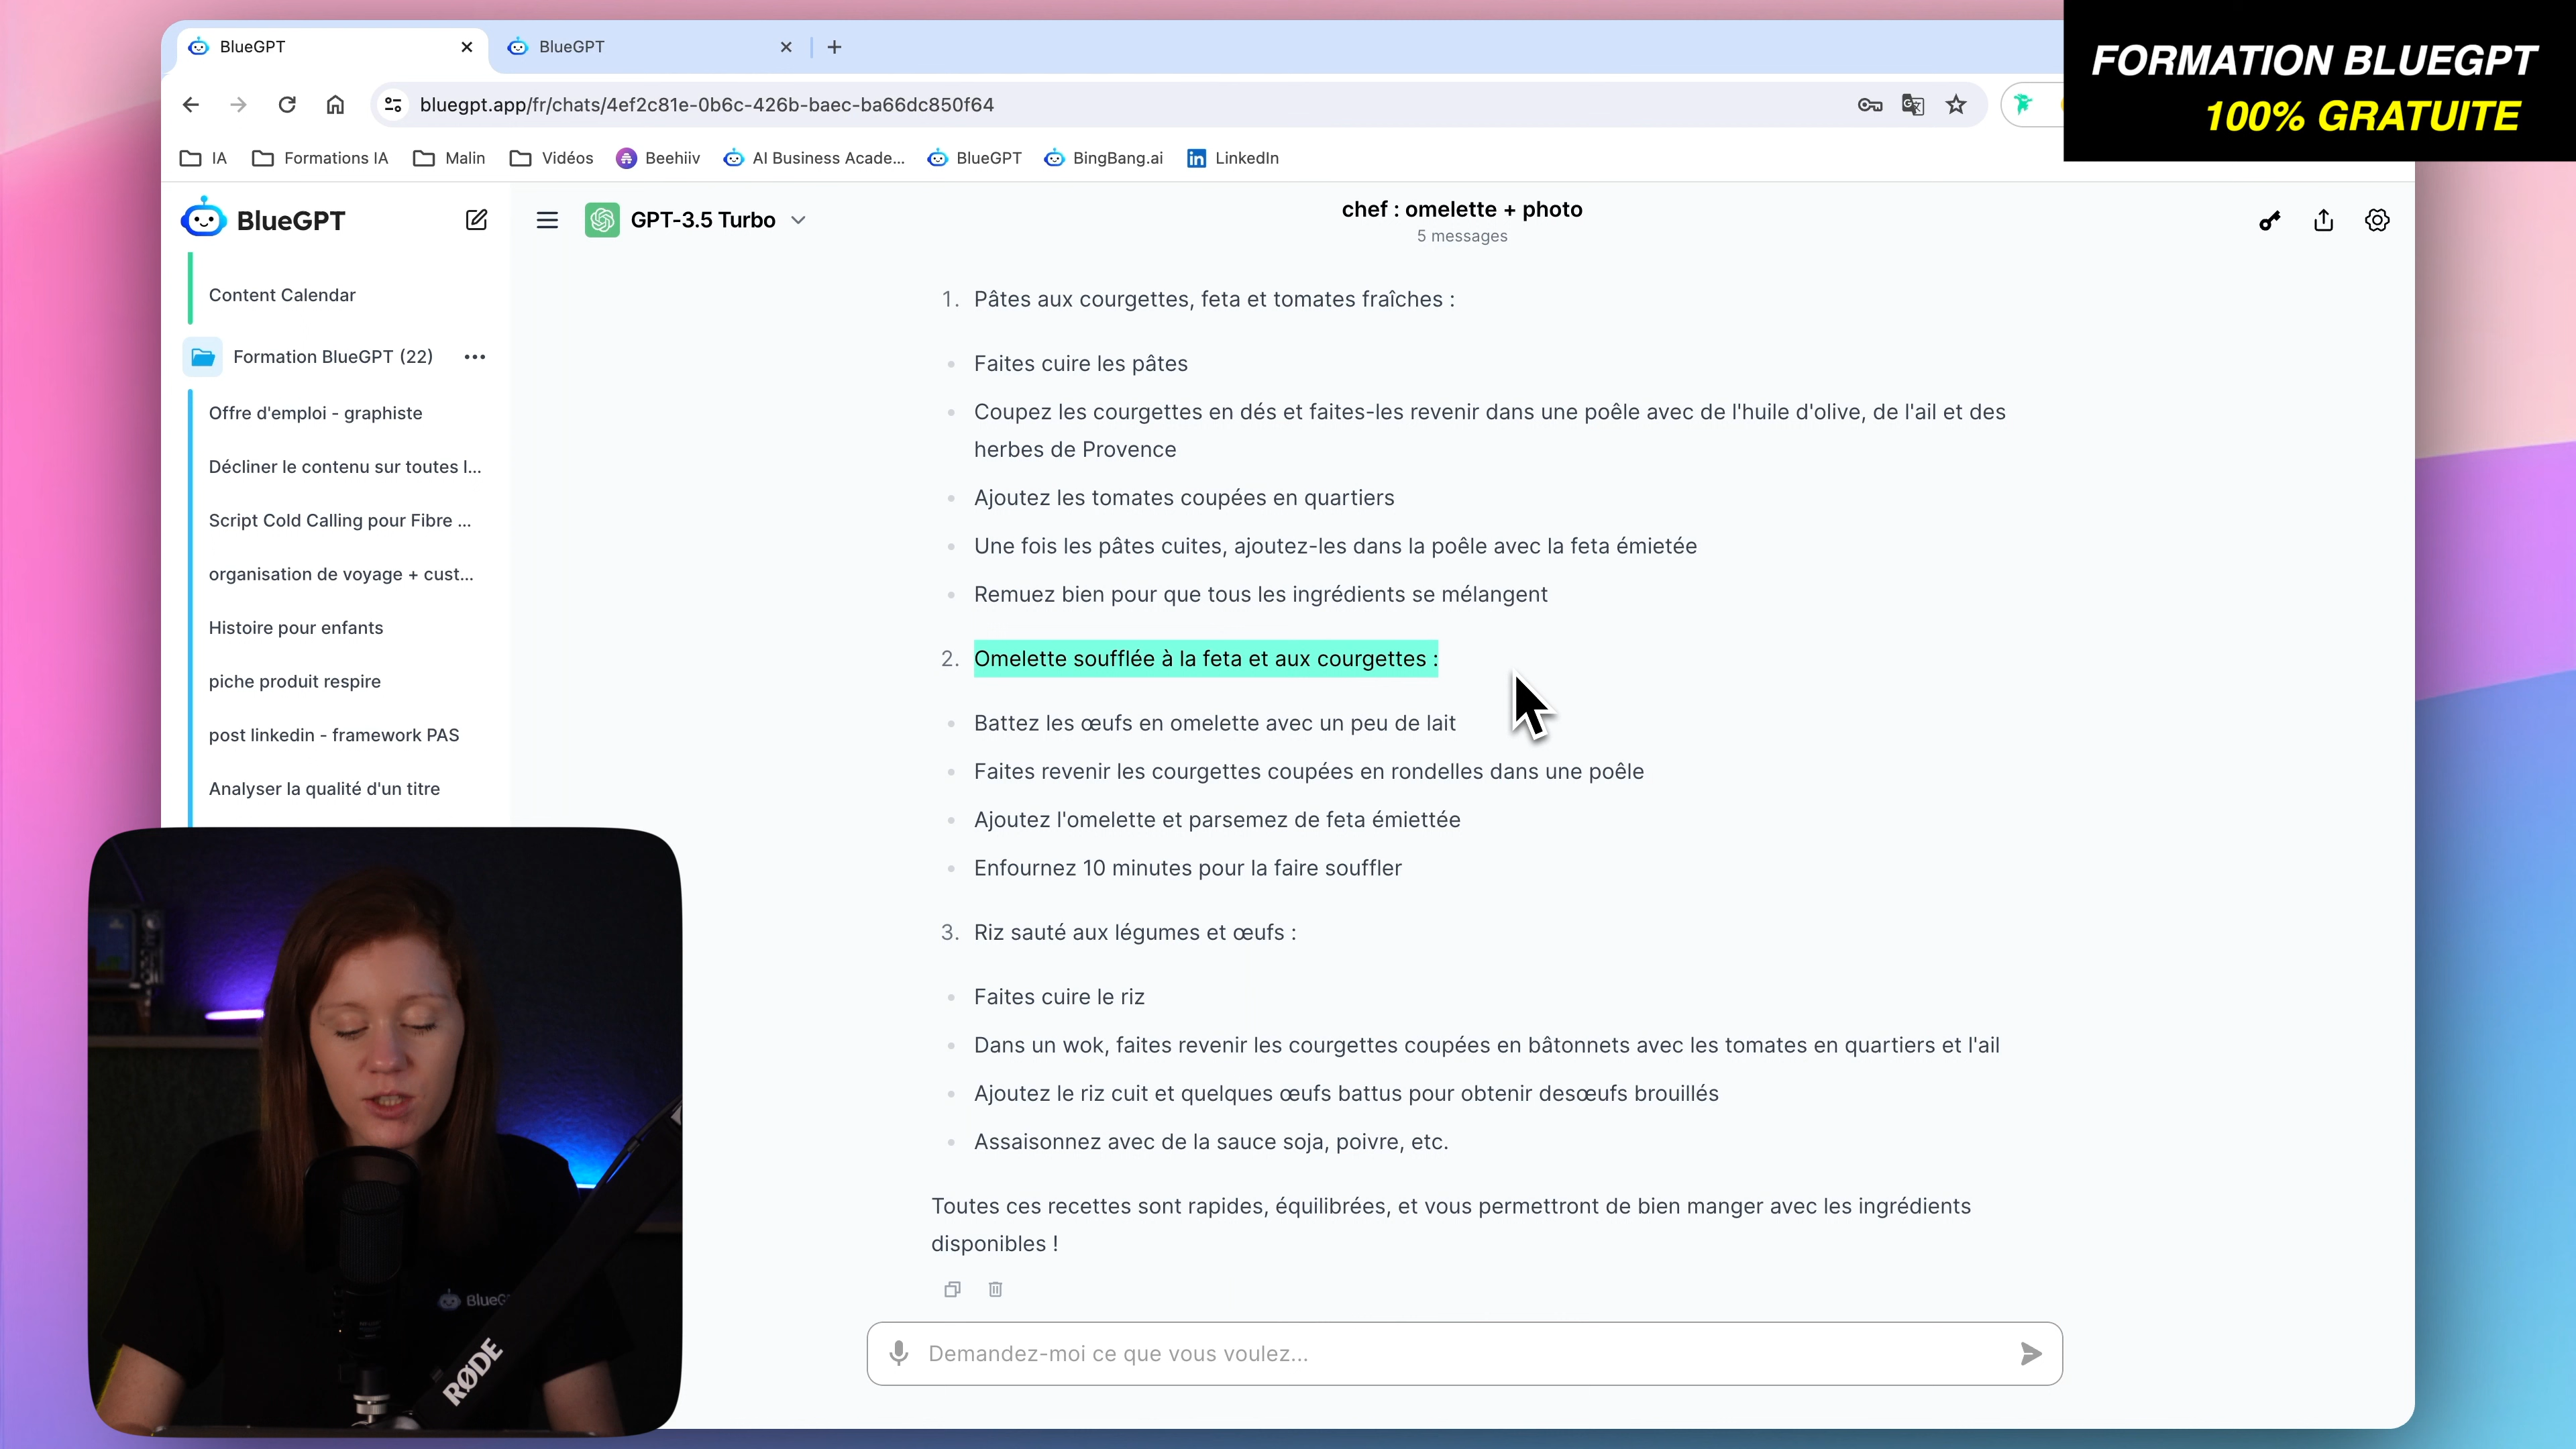 FORMATION BLUEGPT
100% GRATUITE
BlueGPT
BlueGPT
bluegpt.app/fr/chats/4ef2c81e-0b6c-426b-baec-ba66dc850f64
IA
Formations IA
Malin
Vidéos
Beehiiv
AI Business Acade...
BlueGPT
BingBang.ai
LinkedIn
BlueGPT
GPT-3.5 Turbo
chef : omelette + photo
5 messages
Content Calendar
Formation BlueGPT (22)
Offre d'emploi - graphiste
Décliner le contenu sur toutes l...
Script Cold Calling pour Fibre ...
organisation de voyage + cust...
Histoire pour enfants
piche produit respire
post linkedin - framework PAS
Analyser la qualité d'un titre
1. Pâtes aux courgettes, feta et tomates fraîches :
Faites cuire les pâtes
Coupez les courgettes en dés et faites-les revenir dans une poêle avec de l'huile d'olive, de l'ail et des
herbes de Provence
Ajoutez les tomates coupées en quartiers
Une fois les pâtes cuites, ajoutez-les dans la poêle avec la feta émietée
Remuez bien pour que tous les ingrédients se mélangent
2. Omelette soufflée à la feta et aux courgettes :
Battez les œufs en omelette avec un peu de lait
Faites revenir les courgettes coupées en rondelles dans une poêle
Ajoutez l'omelette et parsemez de feta émiettée
Enfournez 10 minutes pour la faire souffler
3. Riz sauté aux légumes et œufs :
Faites cuire le riz
Dans un wok, faites revenir les courgettes coupées en bâtonnets avec les tomates en quartiers et l'ail
Ajoutez le riz cuit et quelques œufs battus pour obtenir desœufs brouillés
Assaisonnez avec de la sauce soja, poivre, etc.
Toutes ces recettes sont rapides, équilibrées, et vous permettront de bien manger avec les ingrédients
disponibles !
Demandez-moi ce que vous voulez...
RØDE